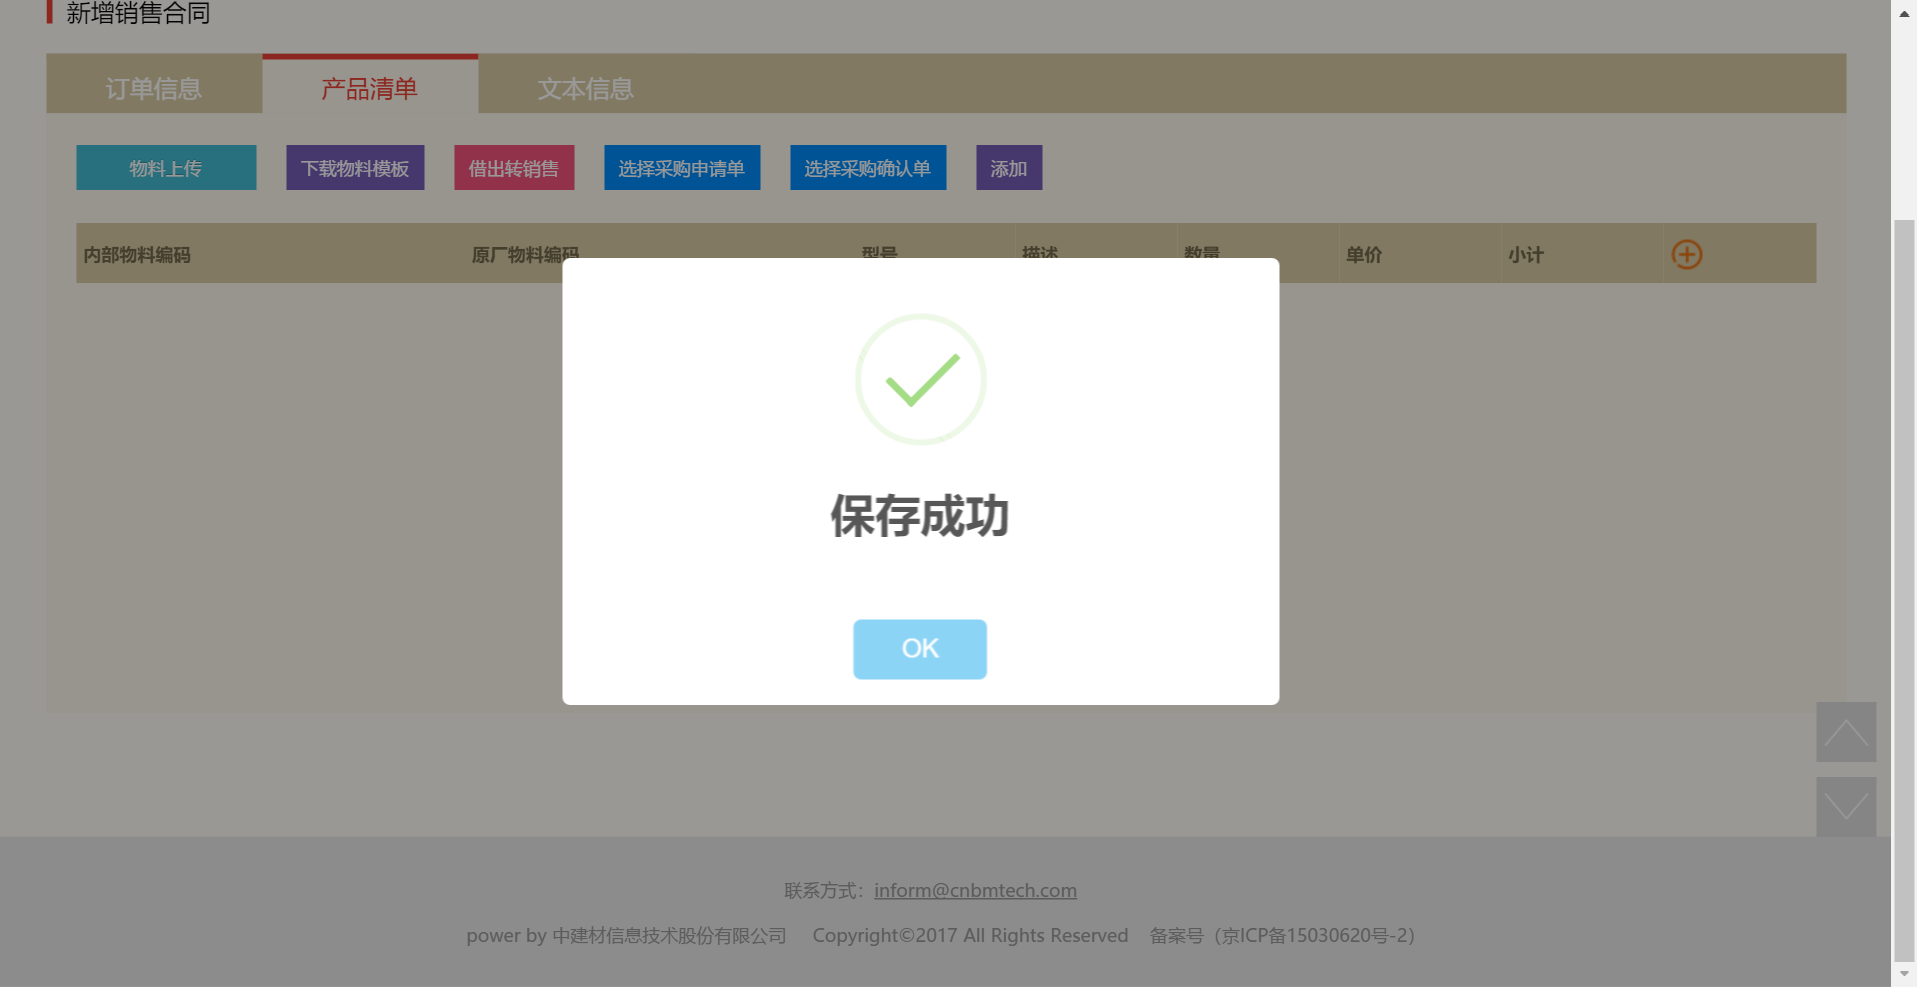 新增销售合同
订单信息 产品清单 文本信息
物料上传 下载物料模板 借出转销售 选择采购申请单 选择采购确认单 添加
内部物料编码 原厂物料编码 型号 描述 数量 单价 小计
保存成功
OK
联系方式：inform@cnbmtech.com
power by 中建材信息技术股份有限公司 Copyright©2017 All Rights Reserved 备案号（京ICP备15030620号-2）